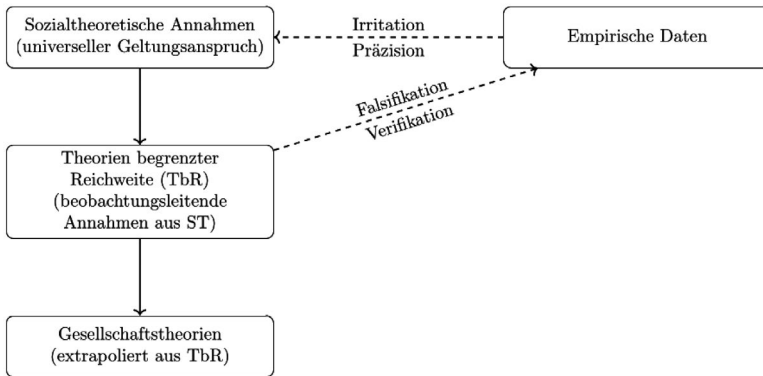 Sozialtheoretische Annahmen
(universeller Geltungsanspruch)
Irritation
Präzision
Empirische Daten
Falsifikation
Verifikation
Theorien begrenzter
Reichweite (TbR)
(beobachtungsleitende
Annahmen aus ST)
Gesellschaftstheorien
(extrapoliert aus TbR)